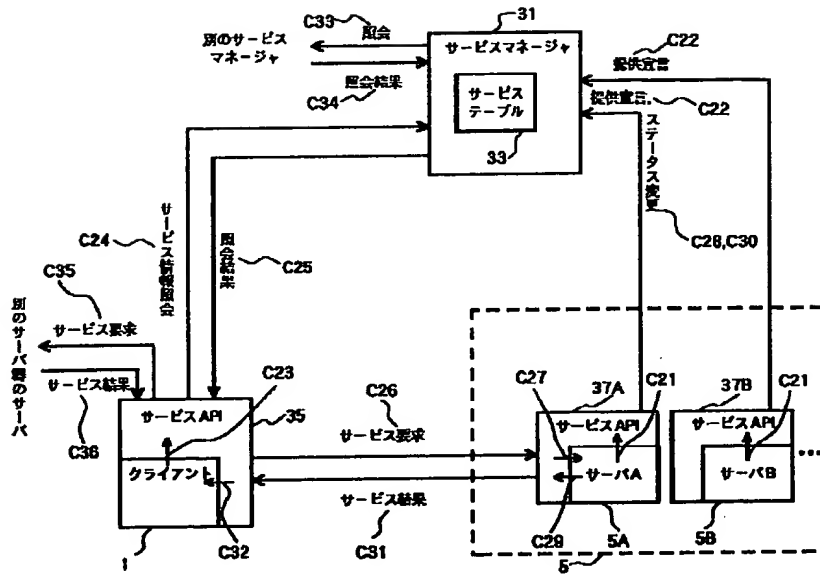 C33
照会
別のサービス
マネージャ
照会結果
C34
31
サービスマネージャ
サービス
テーブル
33
C22
提供宣言
提供宣言,
C22
ステータス変更
C28,C30
C24
サービス情報照会
照会結果
C25
別のサーバ群のサーバ
C35
サービス要求
サービス結果
C36
C23
サービスAPI
35
クライアント
1
C32
C26
サービス要求
サービス結果
C31
C27
37A
C21
サービスAPI
サーバA
C29
5A
37B
C21
サービスAPI
サーバB
5B
...
5